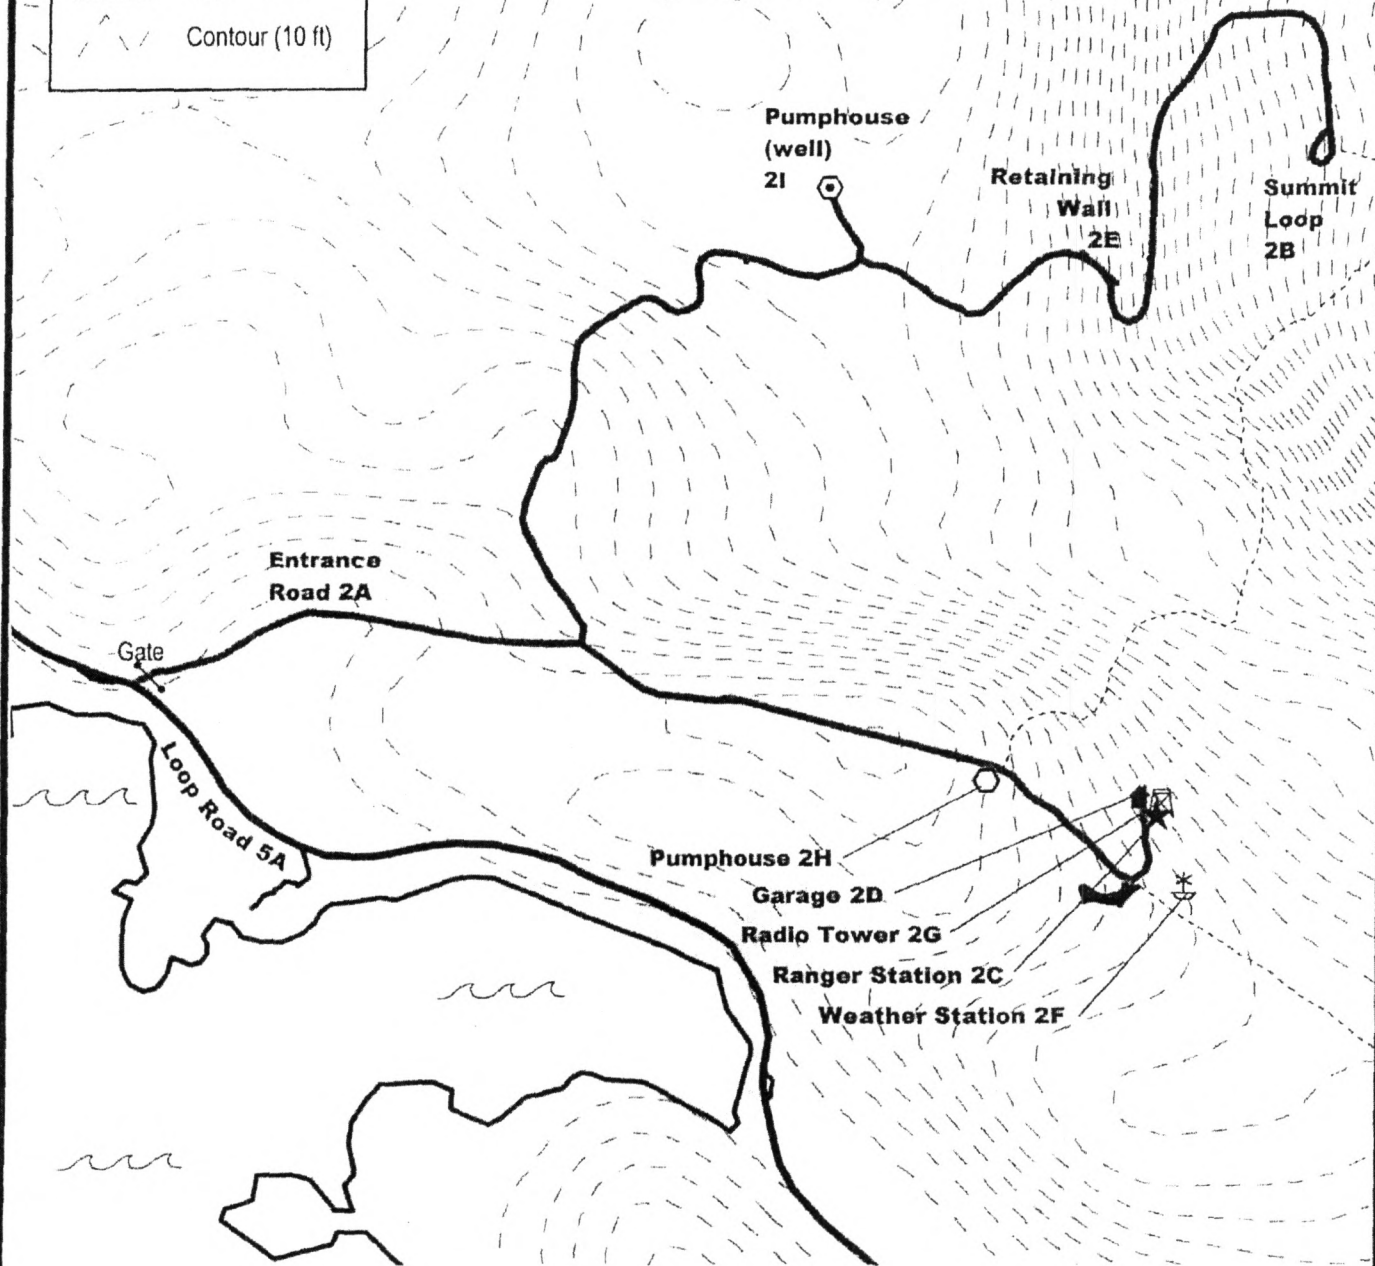 Contour (10 ft)
Pumphouse
(well)
2I
Retaining
Wall
2E
Summit
Loop
2B
Entrance
Road 2A
Gate
Loop Road 5A
Pumphouse 2H
Garage 2D
Radio Tower 2G
Ranger Station 2C
Weather Station 2F